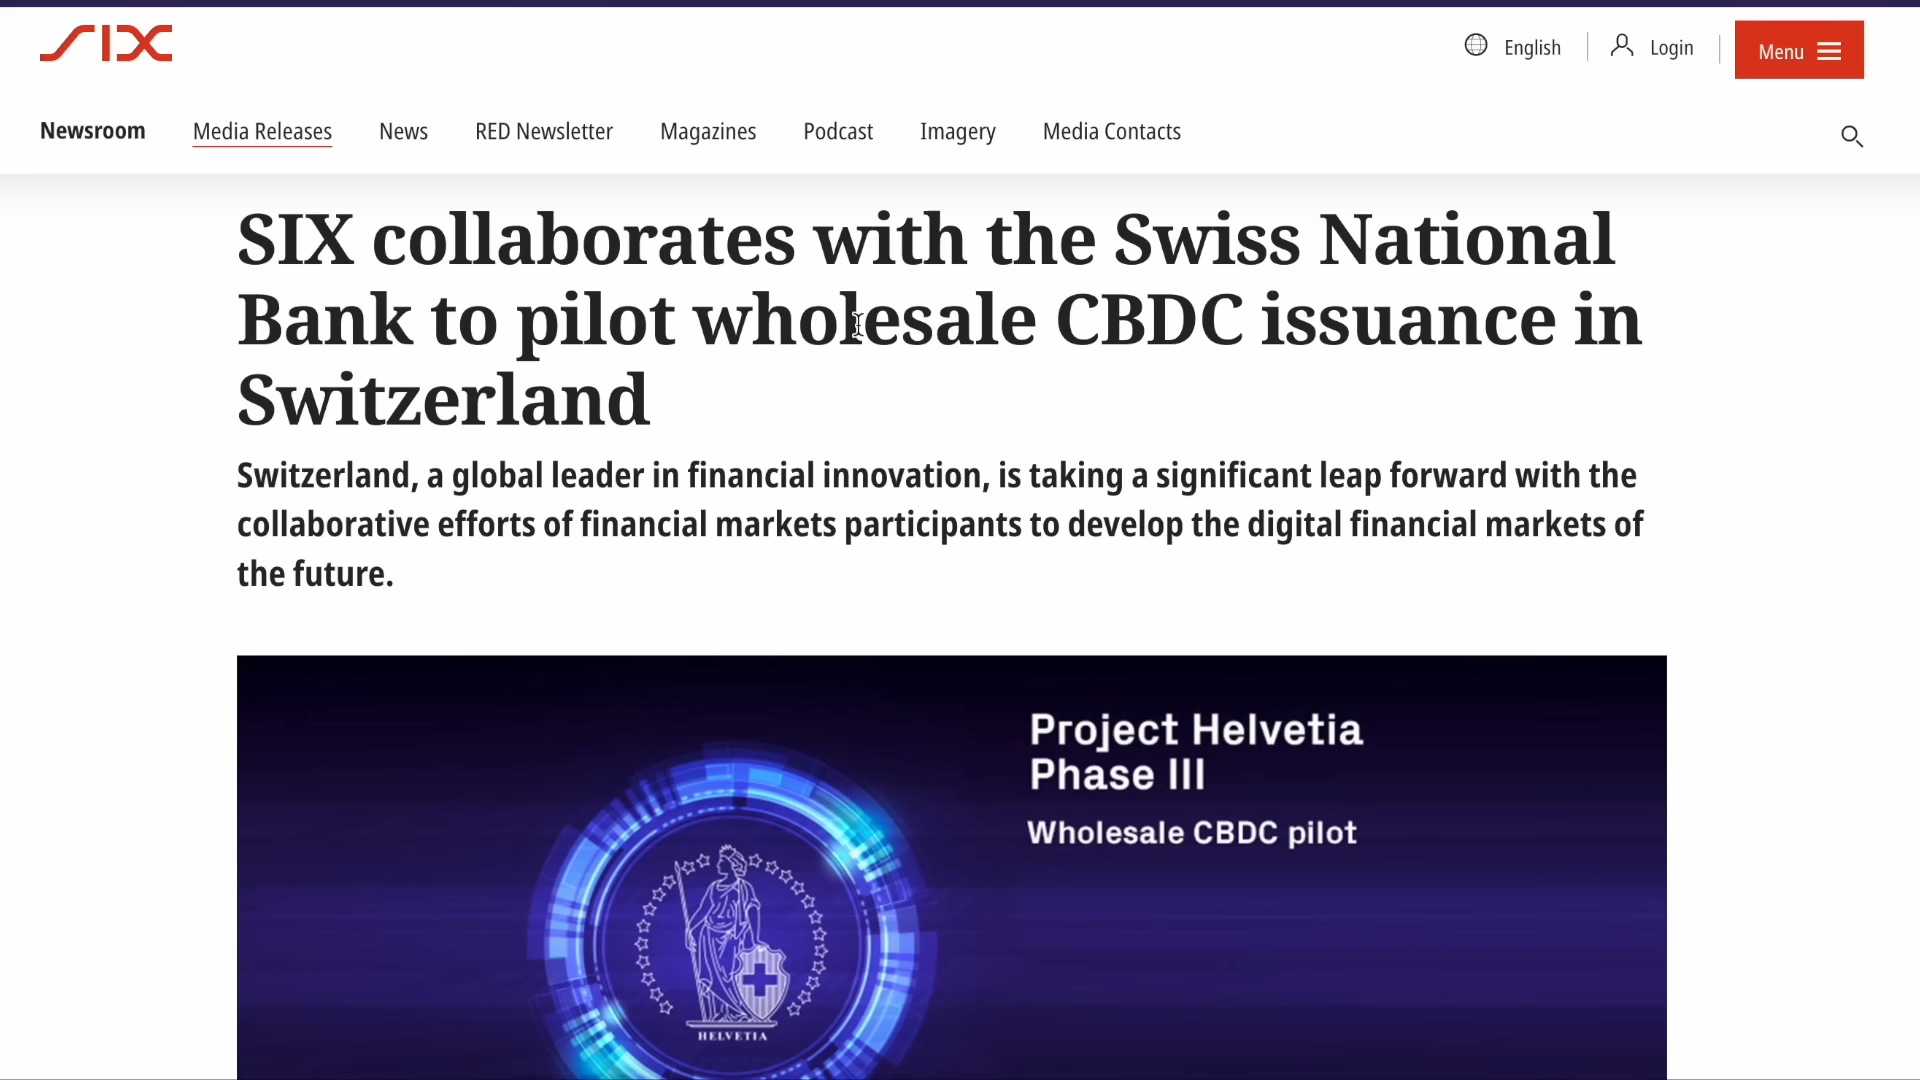 SIX
English
Login
Menu
Newsroom
Media Releases
News
RED Newsletter
Magazines
Podcast
Imagery
Media Contacts
SIX collaborates with the Swiss National
Bank to pilot wholesale CBDC issuance in
Switzerland
Switzerland, a global leader in financial innovation, is taking a significant leap forward with the
collaborative efforts of financial markets participants to develop the digital financial markets of
the future.
Project Helvetia
Phase III
Wholesale CBDC pilot
HELVETIA